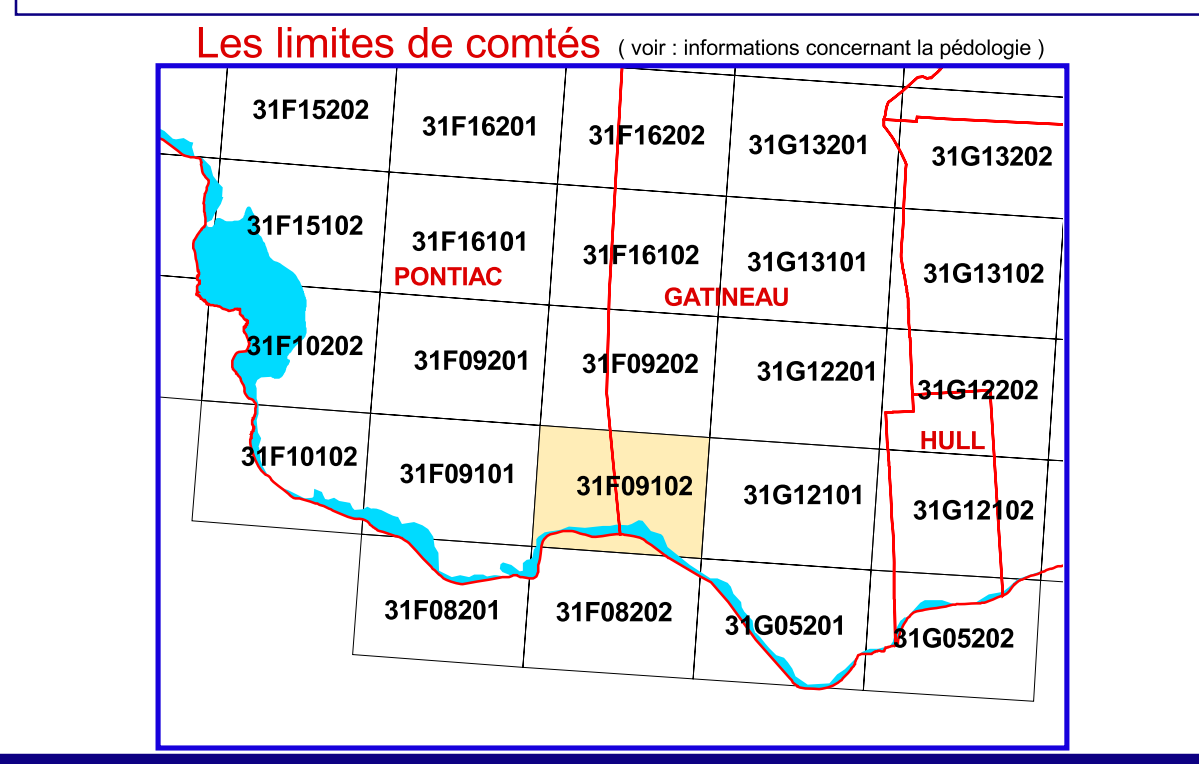 Les limites de comtés ( voir : informations concernant la pédologie )
31F15202
31F16201
31F16202
31G13201
31G13202
31F15102
31F16101
31F16102
31G13101
31G13102
PONTIAC
GATINEAU
31F10202
31F09201
31F09202
31G12201
31G12202
HULL
31F10102
31F09101
31F09102
31G12101
31G12102
31F08201
31F08202
31G05201
31G05202